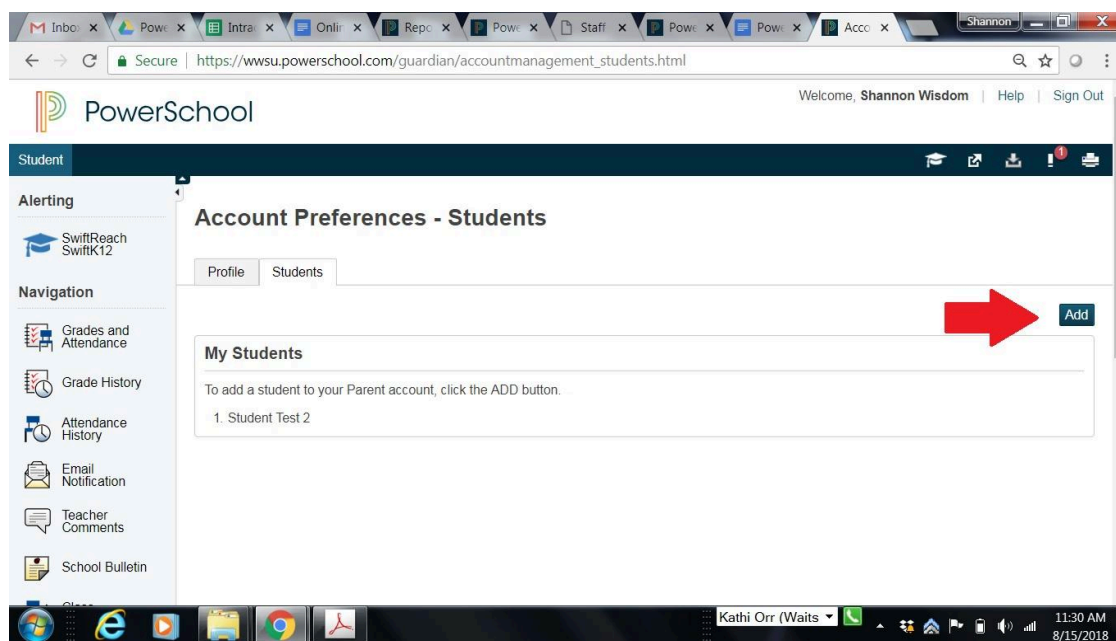 Inbo
Powe
Intra
Onlin
Repo
Powe
Staff
Powe
Powe
Acco
Shannon
Secure | https://wwsu.powerschool.com/guardian/accountmanagement_students.html
PowerSchool
Welcome, Shannon Wisdom | Help | Sign Out
Student
1
Alerting
SwiftReach
SwiftK12
Navigation
Grades and
Attendance
Grade History
Attendance
History
Email
Notification
Teacher
Comments
School Bulletin
Account Preferences - Students
Profile Students
Add
My Students
To add a student to your Parent account, click the ADD button.
1. Student Test 2
Kathi Orr (Waits
11:30 AM
8/15/2018